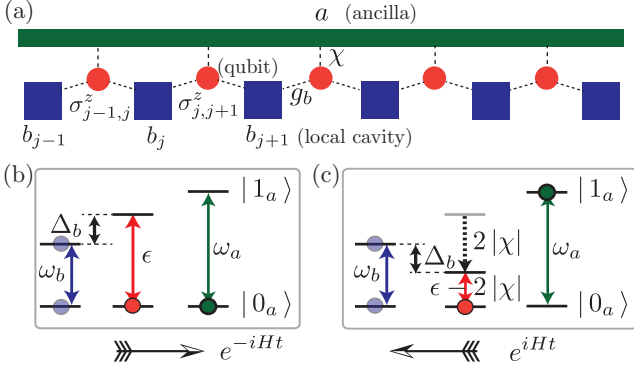 (a)
a (ancilla)
χ
(qubit)
σ^z_{j−1,j} σ^z_{j,j+1} g_b
b_{j−1} b_j b_{j+1} (local cavity)
(b)
| 1_a ⟩
Δ_b
ω_b ϵ ω_a
| 0_a ⟩
e^{−iHt}
(c)
| 1_a ⟩
2 |χ|
Δ_b
ω_b ϵ − 2 |χ| ω_a
| 0_a ⟩
e^{iHt}